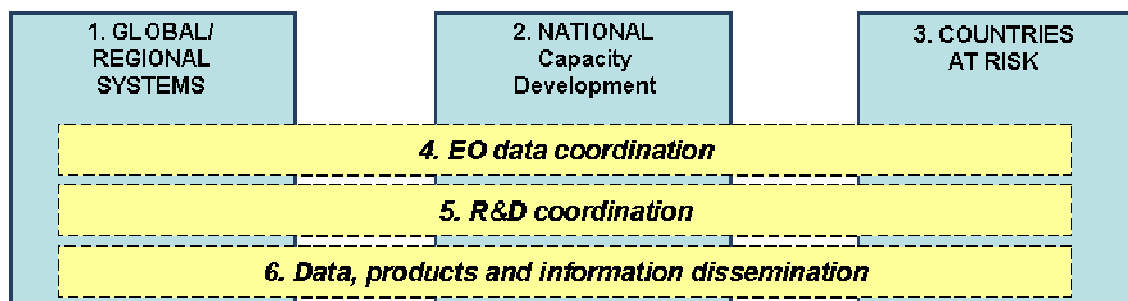 1. GLOBAL/
REGIONAL
SYSTEMS
2. NATIONAL
Capacity
Development
3. COUNTRIES
AT RISK
4. EO data coordination
5. R&D coordination
6. Data, products and information dissemination